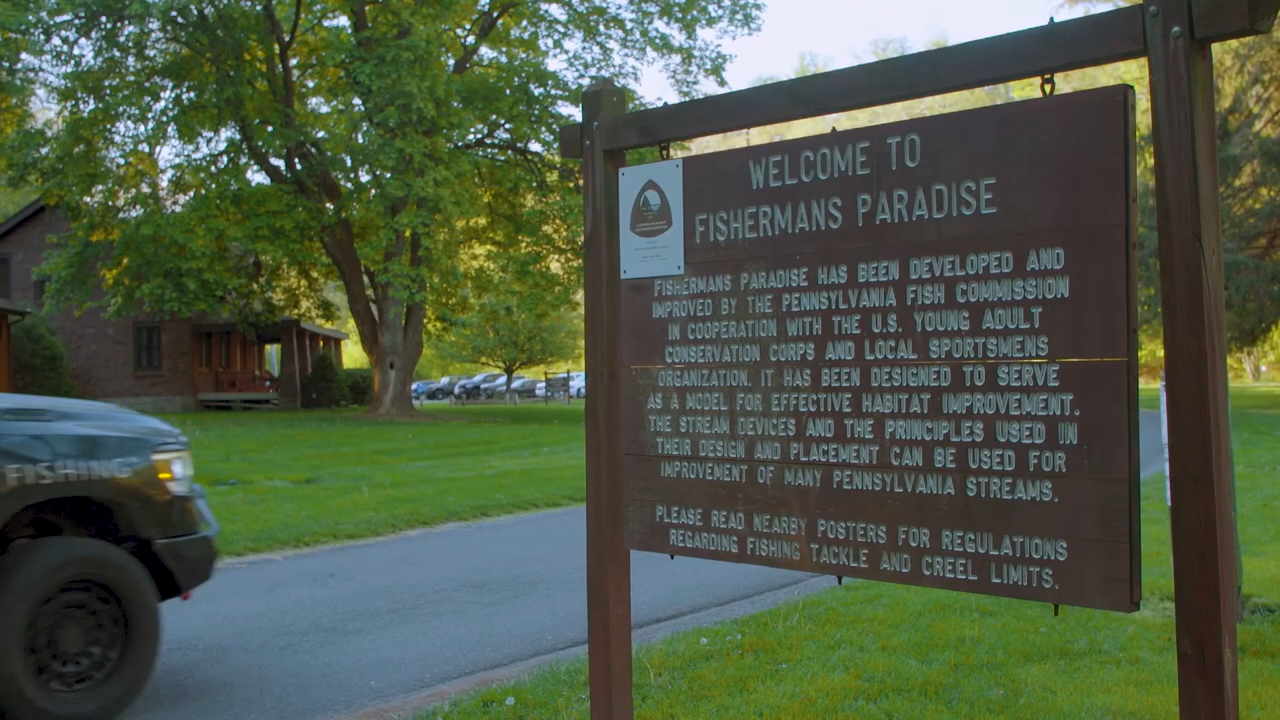 WELCOME TO
FISHERMANS PARADISE
FISHERMANS PARADISE HAS BEEN DEVELOPED AND
IMPROVED BY THE PENNSYLVANIA FISH COMMISSION
IN COOPERATION WITH THE U.S. YOUNG ADULT
CONSERVATION CORPS AND LOCAL SPORTSMENS
ORGANIZATION. IT HAS BEEN DESIGNED TO SERVE
AS A MODEL FOR EFFECTIVE HABITAT IMPROVEMENT.
THE STREAM DEVICES AND THE PRINCIPLES USED IN
THEIR DESIGN AND PLACEMENT CAN BE USED FOR
IMPROVEMENT OF MANY PENNSYLVANIA STREAMS.
PLEASE READ NEARBY POSTERS FOR REGULATIONS
REGARDING FISHING TACKLE AND CREEL LIMITS.
FISHING